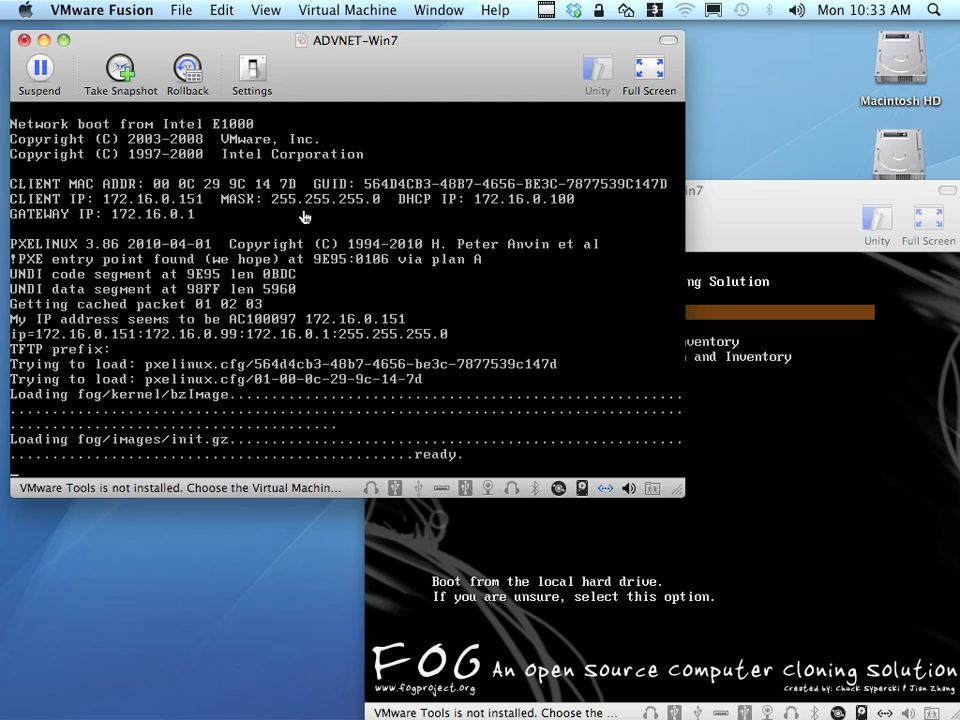 VMware Fusion File Edit View Virtual Machine Window Help Mon 10:33 AM
ADVNET-Win7
Suspend Take Snapshot Rollback Settings Unity Full Screen
Macintosh HD
Network boot from Intel E1000
Copyright (C) 2003-2008 VMware, Inc.
Copyright (C) 1997-2000 Intel Corporation
CLIENT MAC ADDR: 00 0C 29 9C 14 7D GUID: 564D4CB3-48B7-4656-BE3C-7877539C147D
CLIENT IP: 172.16.0.151 MASK: 255.255.255.0 DHCP IP: 172.16.0.100
GATEWAY IP: 172.16.0.1
PXELINUX 3.86 2010-04-01 Copyright (C) 1994-2010 H. Peter Anvin et al
!PXE entry point found (we hope) at 9E95:0106 via plan A
UNDI code segment at 9E95 len 0BDC
UNDI data segment at 98FF len 5960
Getting cached packet 01 02 03
My IP address seems to be AC100097 172.16.0.151
ip=172.16.0.151:172.16.0.99:172.16.0.1:255.255.255.0
TFTP prefix:
Trying to load: pxelinux.cfg/564d4cb3-48b7-4656-be3c-7877539c147d
Trying to load: pxelinux.cfg/01-00-0c-29-9c-14-7d
Loading fog/kernel/bzImage.......................................................
................................................................................
.......................................
Loading fog/images/init.gz......................................................
................................................ready.
VMware Tools is not installed. Choose the Virtual Machin...
n7
Unity Full Screen
ng Solution
ventory
n and Inventory
Boot from the local hard drive.
If you are unsure, select this option.
FOG An open source computer cloning solution
www.fogproject.org Created by: Chuck Syperski & Jian Zhang
VMware Tools is not installed. Choose the ...